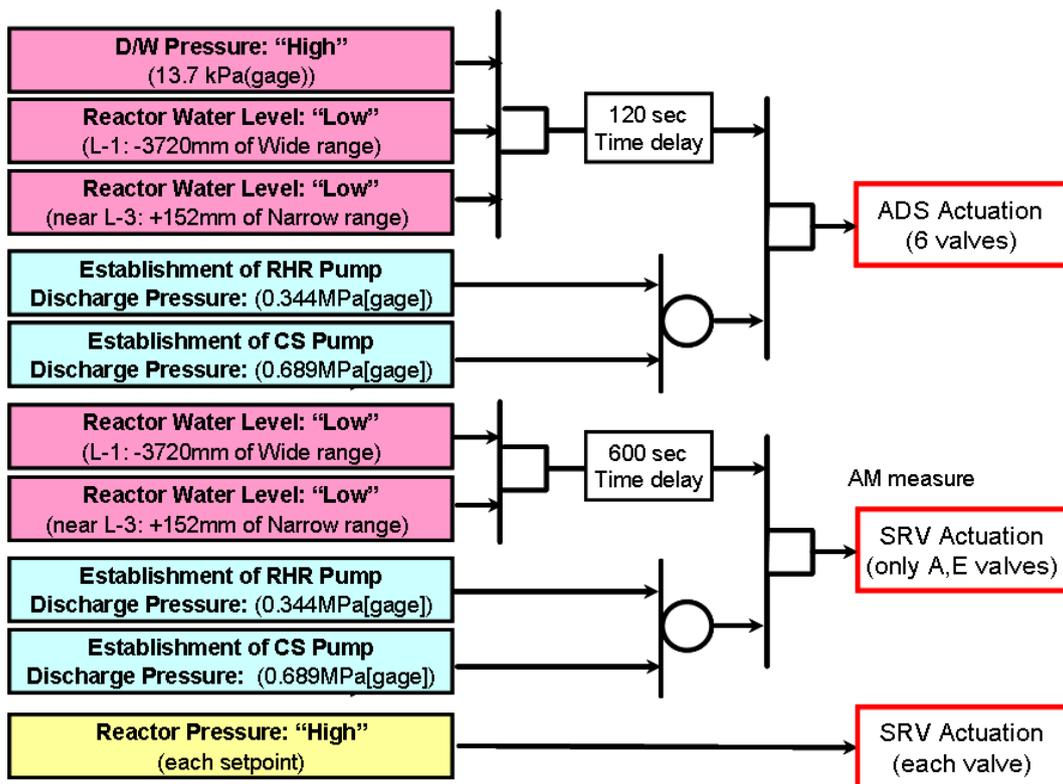 D/W Pressure: “High”
(13.7 kPa(gage))
Reactor Water Level: “Low”
(L-1: -3720mm of Wide range)
Reactor Water Level: “Low”
(near L-3: +152mm of Narrow range)
120 sec
Time delay
ADS Actuation
(6 valves)
Establishment of RHR Pump
Discharge Pressure: (0.344MPa[gage])
Establishment of CS Pump
Discharge Pressure: (0.689MPa[gage])
Reactor Water Level: “Low”
(L-1: -3720mm of Wide range)
Reactor Water Level: “Low”
(near L-3: +152mm of Narrow range)
600 sec
Time delay
AM measure
SRV Actuation
(only A,E valves)
Establishment of RHR Pump
Discharge Pressure: (0.344MPa[gage])
Establishment of CS Pump
Discharge Pressure: (0.689MPa[gage])
Reactor Pressure: “High”
(each setpoint)
SRV Actuation
(each valve)